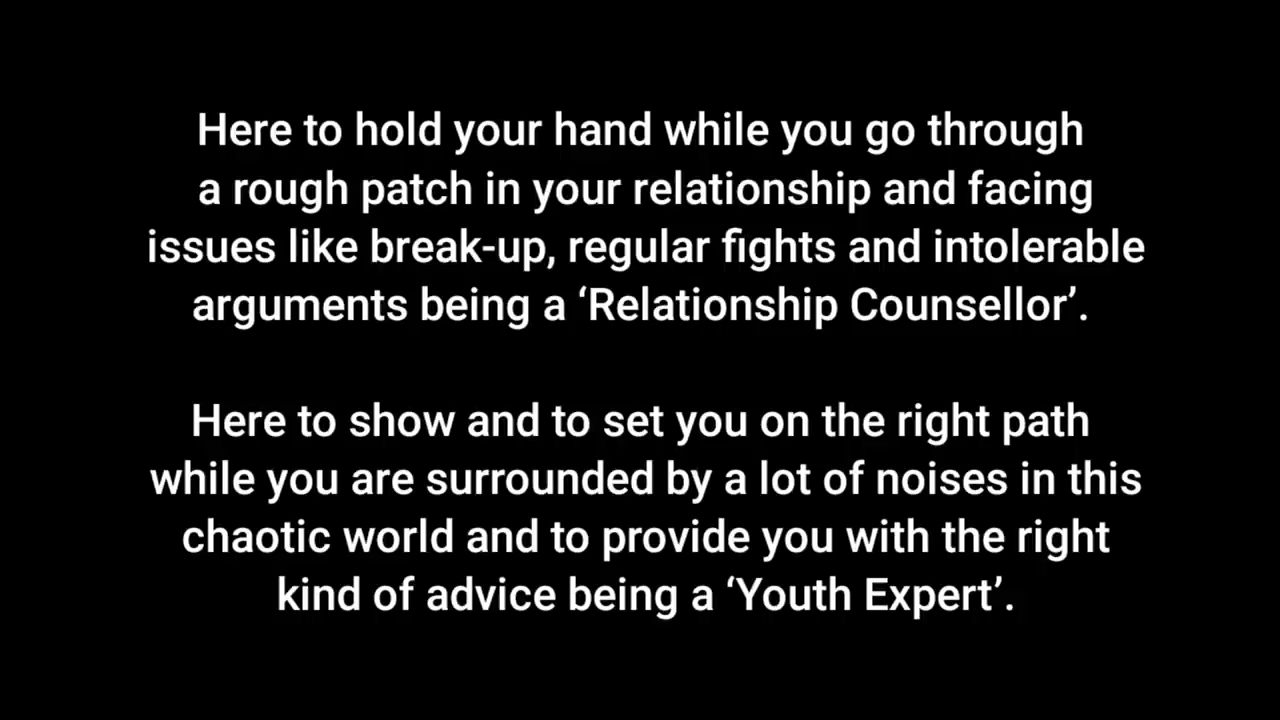 Here to hold your hand while you go through
a rough patch in your relationship and facing
issues like break-up, regular fights and intolerable
arguments being a ‘Relationship Counsellor’.
Here to show and to set you on the right path
while you are surrounded by a lot of noises in this
chaotic world and to provide you with the right
kind of advice being a ‘Youth Expert’.